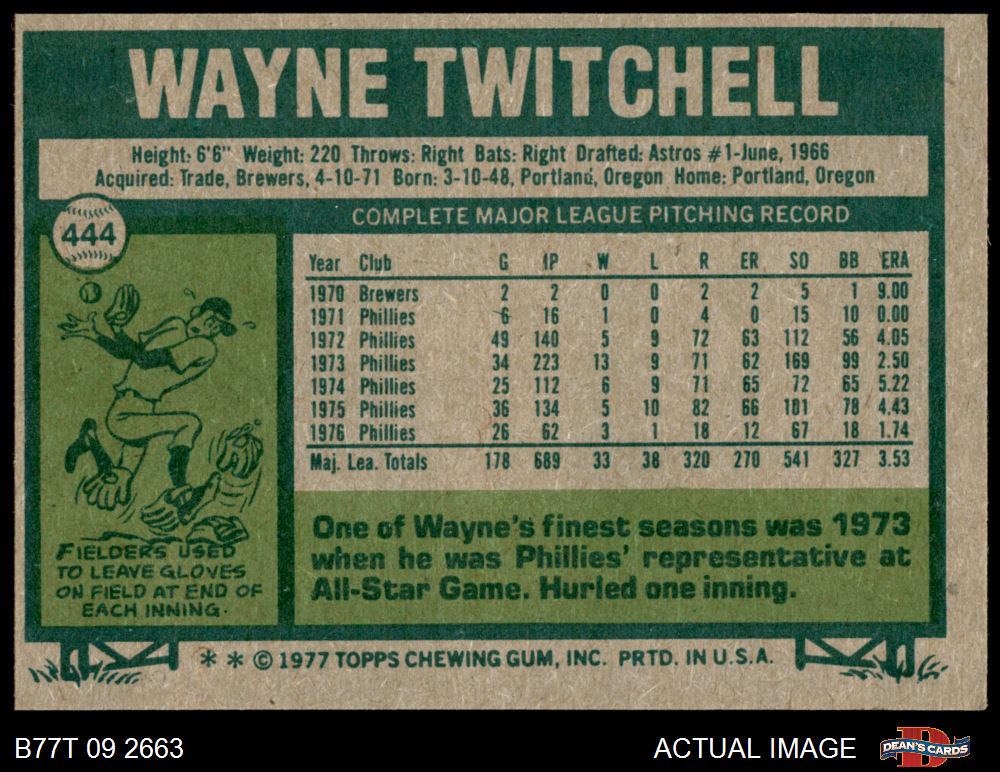 WAYNE TWITCHELL
Height: 6'6" Weight: 220 Throws: Right Bats: Right Drafted: Astros #1-June, 1966
Acquired: Trade, Brewers, 4-10-71 Born: 3-10-48, Portland, Oregon Home: Portland, Oregon
444
COMPLETE MAJOR LEAGUE PITCHING RECORD
Year Club G IP W L R ER SO BB ERA
1970 Brewers 2 2 0 0 2 2 5 1 9.00
1971 Phillies 6 16 1 0 4 0 15 10 0.00
1972 Phillies 49 140 5 9 72 63 112 56 4.05
1973 Phillies 34 223 13 9 71 62 169 99 2.50
1974 Phillies 25 112 6 9 71 65 72 65 5.22
1975 Phillies 36 134 5 10 82 66 101 78 4.43
1976 Phillies 26 62 3 1 18 12 67 18 1.74
Maj. Lea. Totals 178 689 33 38 320 270 541 327 3.53
FIELDERS USED
TO LEAVE GLOVES
ON FIELD AT END OF
EACH INNING.
One of Wayne's finest seasons was 1973
when he was Phillies' representative at
All-Star Game. Hurled one inning.
* * © 1977 TOPPS CHEWING GUM, INC. PRTD. IN U.S.A.
B77T 09 2663
ACTUAL IMAGE
DEAN'S CARDS